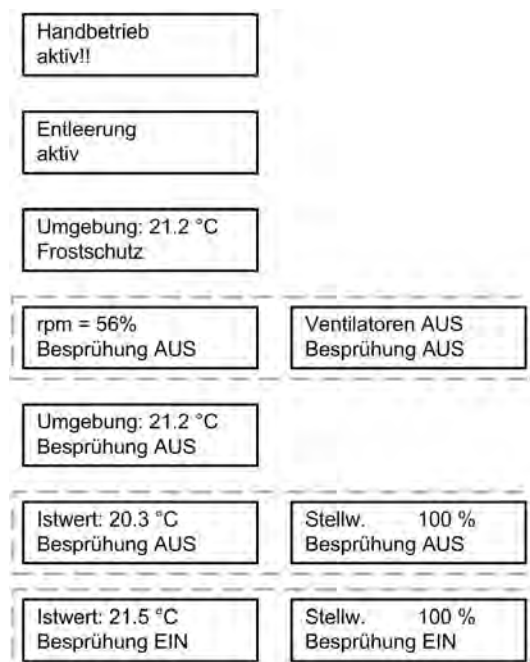 Handbetrieb
aktiv!!
Entleerung
aktiv
Umgebung: 21.2 °C
Frostschutz
rpm = 56%
Besprühung AUS
Ventilatoren AUS
Besprühung AUS
Umgebung: 21.2 °C
Besprühung AUS
Istwert: 20.3 °C
Besprühung AUS
Stellw. 100 %
Besprühung AUS
Istwert: 21.5 °C
Besprühung EIN
Stellw. 100 %
Besprühung EIN